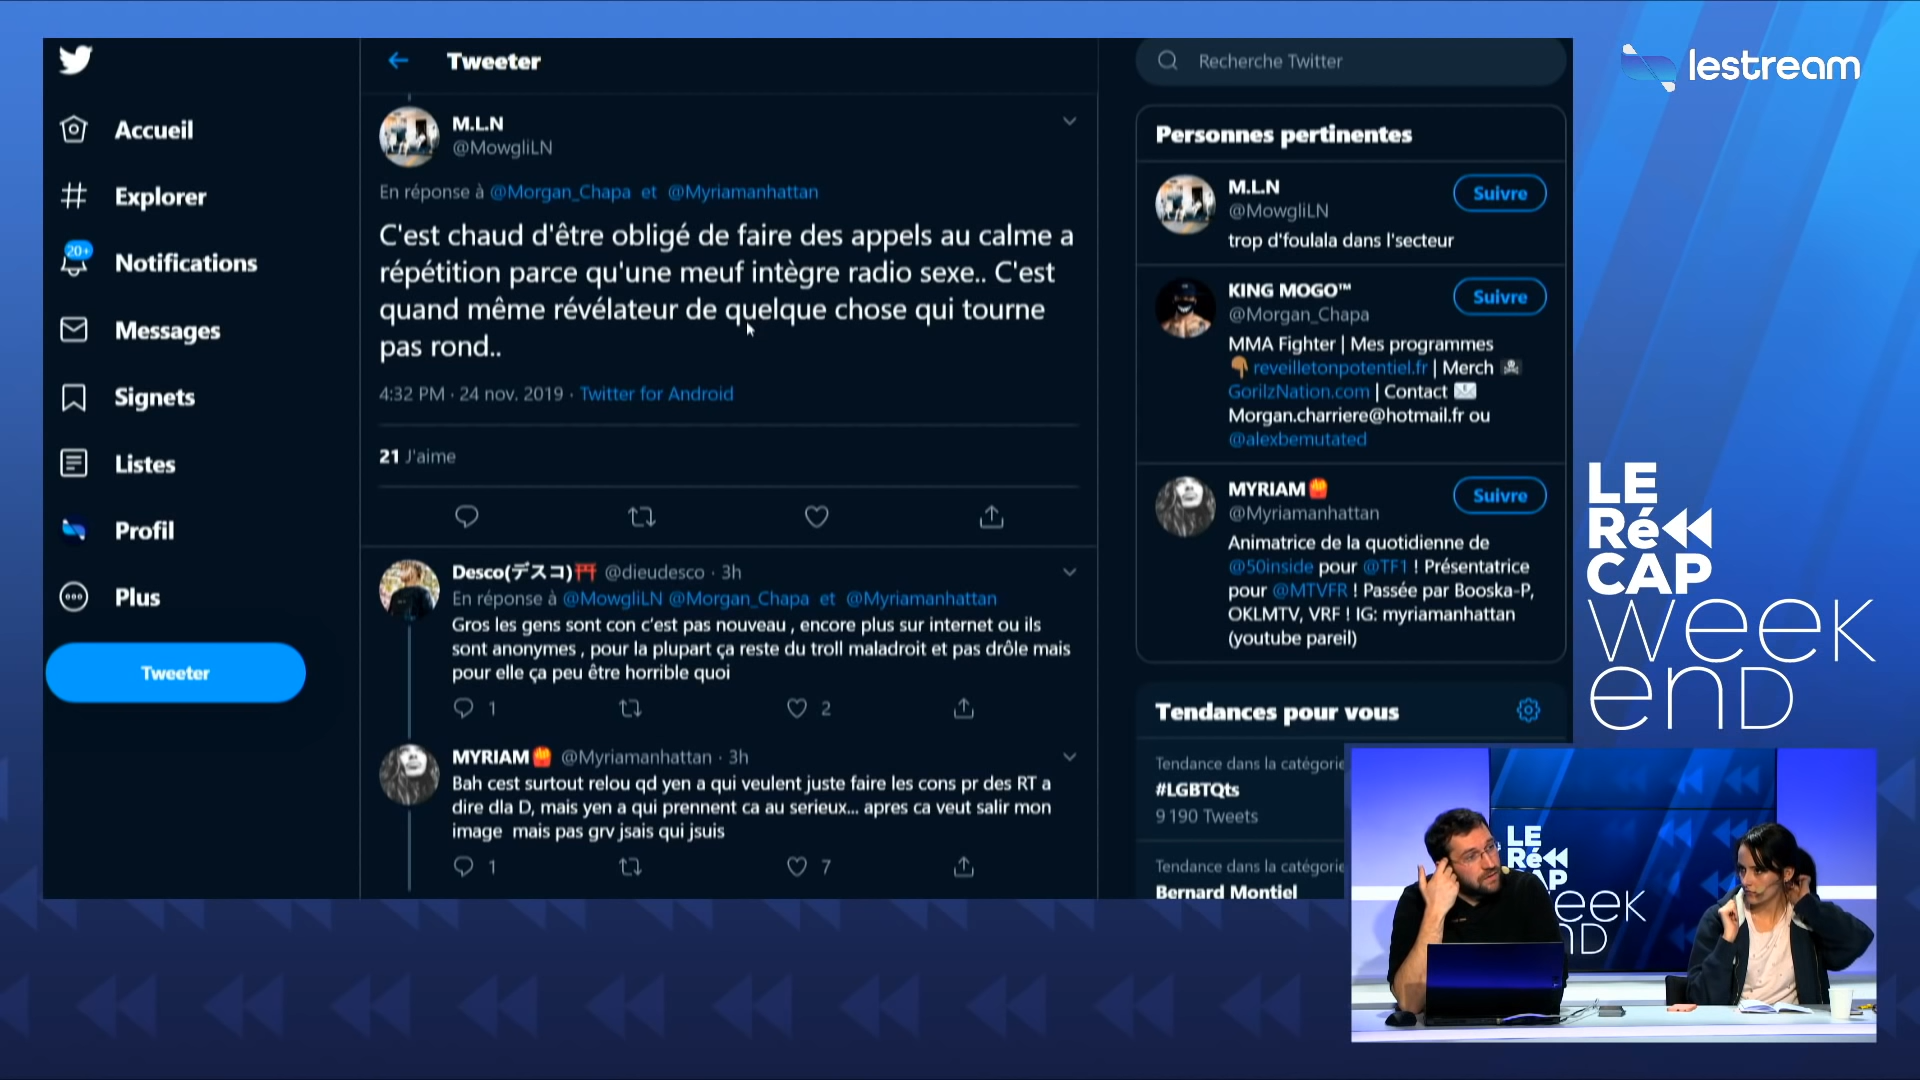 Accueil
Explorer
20+
Notifications
Messages
Signets
Listes
Profil
Plus
Tweeter
Tweeter
M.L.N
@MowgliLN
En réponse à @Morgan_Chapa et @Myriamanhattan
C'est chaud d'être obligé de faire des appels au calme a
répétition parce qu'une meuf intègre radio sexe.. C'est
quand même révélateur de quelque chose qui tourne
pas rond..
4:32 PM · 24 nov. 2019 · Twitter for Android
21 J'aime
Desco(デスコ)⛩ @dieudesco · 3h
En réponse à @MowgliLN @Morgan_Chapa et @Myriamanhattan
Gros les gens sont con c'est pas nouveau , encore plus sur internet ou ils
sont anonymes , pour la plupart ça reste du troll maladroit et pas drôle mais
pour elle ça peu être horrible quoi
1 2
MYRIAM🍟 @Myriamanhattan · 3h
Bah cest surtout relou qd yen a qui veulent juste faire les cons pr des RT a
dire dla D, mais yen a qui prennent ca au serieux... apres ca veut salir mon
image mais pas grv jsais qui jsuis
1 7
Recherche Twitter
Personnes pertinentes
M.L.N
Suivre
@MowgliLN
trop d'foulala dans l'secteur
KING MOGO™
Suivre
@Morgan_Chapa
MMA Fighter | Mes programmes
👇🏾 reveilletonpotentiel.fr | Merch ☠
GorilzNation.com | Contact ✉
Morgan.charriere@hotmail.fr ou
@alexbemutated
MYRIAM🍟
Suivre
@Myriamanhattan
Animatrice de la quotidienne de
@50inside pour @TF1 ! Présentatrice
pour @MTVFR ! Passée par Booska-P,
OKLMTV, VRF ! IG: myriamanhattan
(youtube pareil)
Tendances pour vous
Tendance dans la catégorie
#LGBTQts
9 190 Tweets
Tendance dans la catégorie
Bernard Montiel
lestream
LE
Ré
CAP
WEEK
END
LE
Ré
AP
EEK
ND